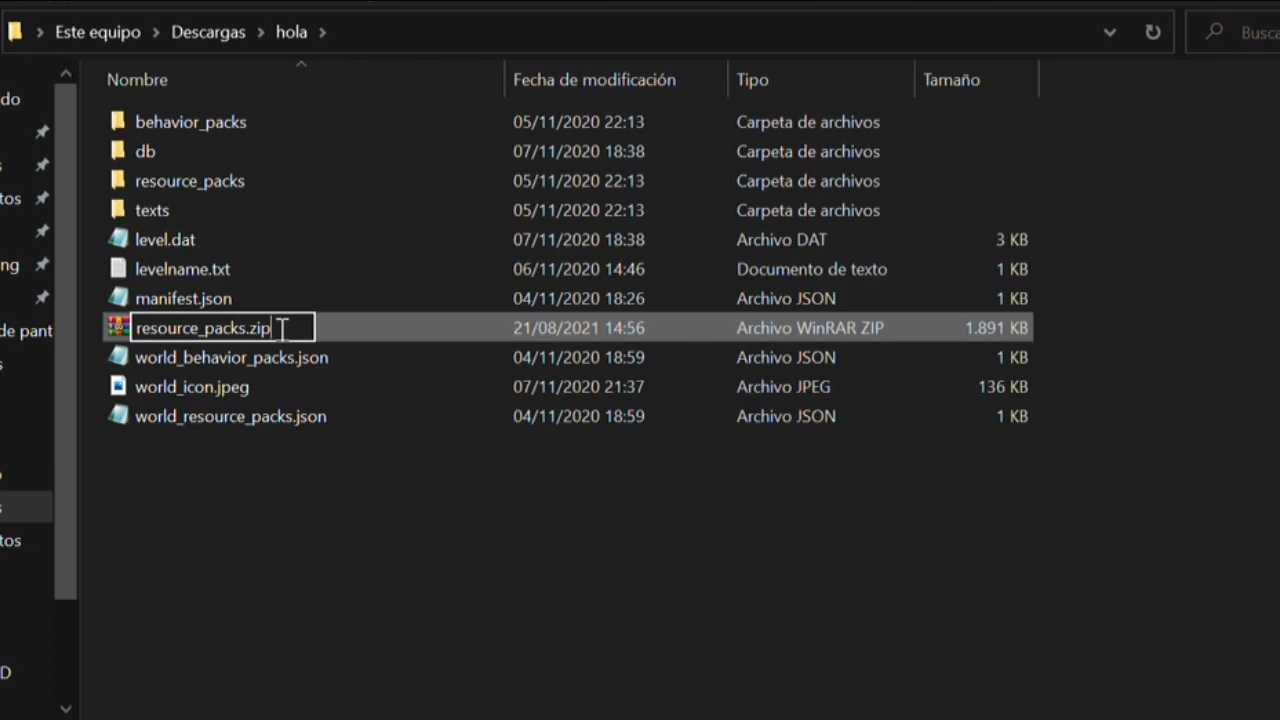 Este equipo > Descargas > hola >
Busca
Nombre Fecha de modificación Tipo Tamaño
behavior_packs 05/11/2020 22:13 Carpeta de archivos
db 07/11/2020 18:38 Carpeta de archivos
resource_packs 05/11/2020 22:13 Carpeta de archivos
texts 05/11/2020 22:13 Carpeta de archivos
level.dat 07/11/2020 18:38 Archivo DAT 3 KB
levelname.txt 06/11/2020 14:46 Documento de texto 1 KB
manifest.json 04/11/2020 18:26 Archivo JSON 1 KB
resource_packs.zip 21/08/2021 14:56 Archivo WinRAR ZIP 1.891 KB
world_behavior_packs.json 04/11/2020 18:59 Archivo JSON 1 KB
world_icon.jpeg 07/11/2020 21:37 Archivo JPEG 136 KB
world_resource_packs.json 04/11/2020 18:59 Archivo JSON 1 KB
do
s
tos
ng
de pant
s
s
tos
D